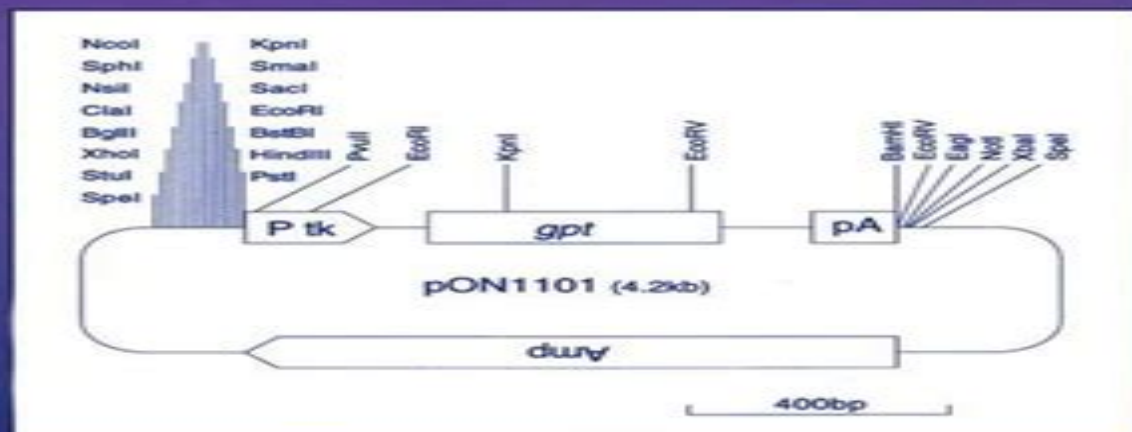 NcoI KpnI
SphI SmaI
NsiI SacI
ClaI EcoRI
BglII BstBI
XhoI HindIII
StuI PstI
SpeI
PvuII EcoRI KpnI EcoRV BamHI EcoRV EagI NotI XbaI SpeI
P tk gpt pA
pON1101 (4.2kb)
Amp
400bp